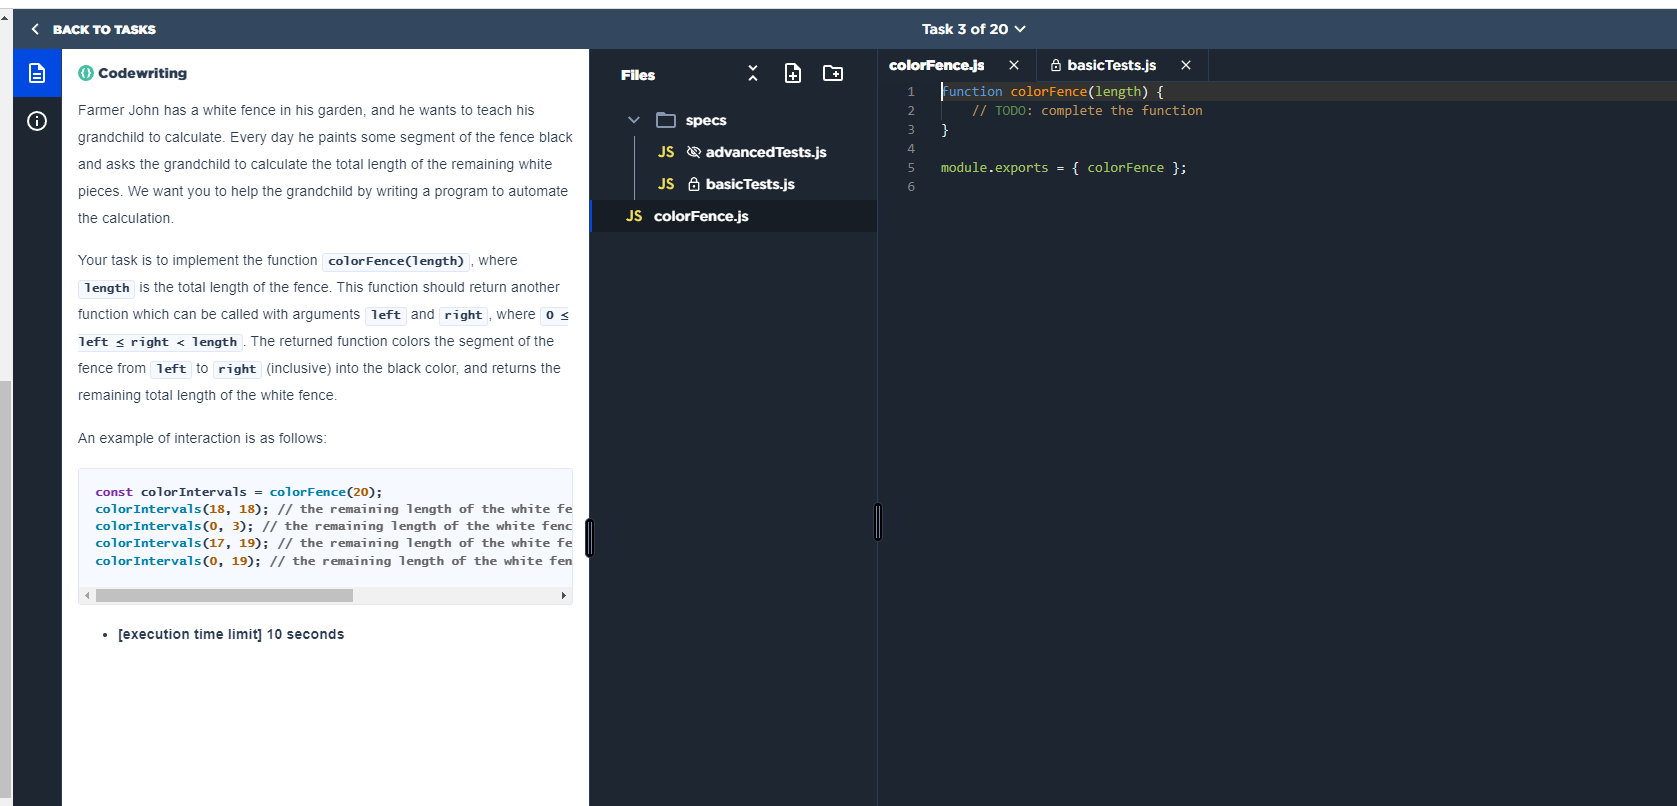 BACK TO TASKS
Task 3 of 20
Codewriting
Farmer John has a white fence in his garden, and he wants to teach his
grandchild to calculate. Every day he paints some segment of the fence black
and asks the grandchild to calculate the total length of the remaining white
pieces. We want you to help the grandchild by writing a program to automate
the calculation.
Your task is to implement the function colorFence(length), where
length is the total length of the fence. This function should return another
function which can be called with arguments left and right, where 0 ≤
left ≤ right < length. The returned function colors the segment of the
fence from left to right (inclusive) into the black color, and returns the
remaining total length of the white fence.
An example of interaction is as follows:
const colorIntervals = colorFence(20);
colorIntervals(18, 18); // the remaining length of the white fe
colorIntervals(0, 3); // the remaining length of the white fenc
colorIntervals(17, 19); // the remaining length of the white fe
colorIntervals(0, 19); // the remaining length of the white fen
• [execution time limit] 10 seconds
Files
specs
JS advancedTests.js
JS basicTests.js
JS colorFence.js
colorFence.js
basicTests.js
1 function colorFence(length) {
2 // TODO: complete the function
3 }
4
5 module.exports = { colorFence };
6